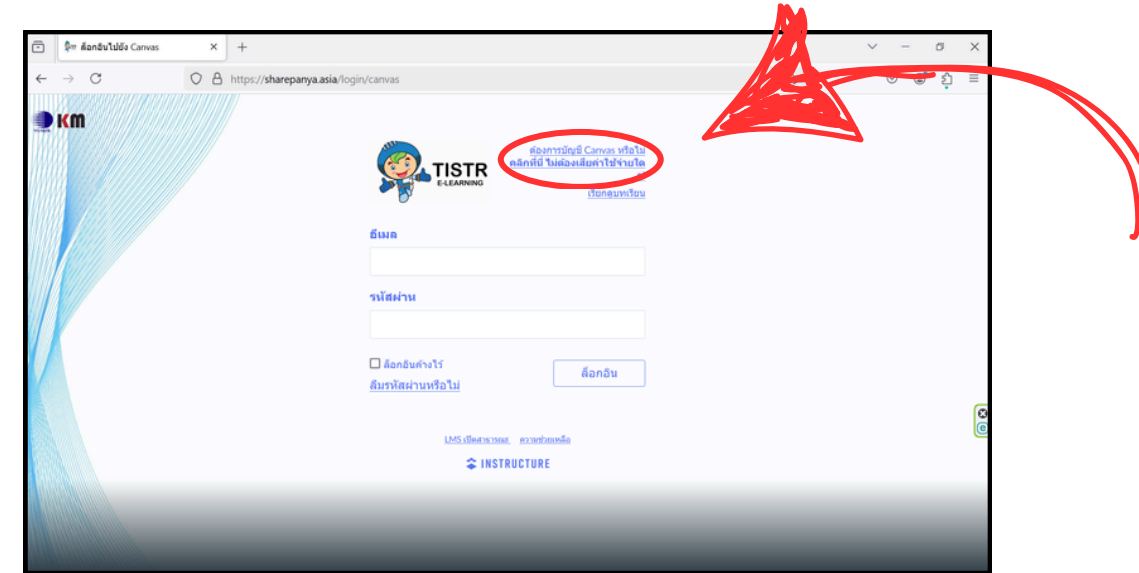 ล็อกอินไปยัง Canvas
https://sharepanya.asia/login/canvas
KM
TISTR
E-LEARNING
ต้องการบัญชี Canvas หรือไม่
คลิกที่นี่ ไม่ต้องเสียค่าใช้จ่ายใด
ๆ!
เรียกดูบทเรียน
อีเมล
รหัสผ่าน
ล็อกอินค้างไว้
ล็อกอิน
ลืมรหัสผ่านหรือไม่
LMS เปิดสาธารณะ ความช่วยเหลือ
INSTRUCTURE